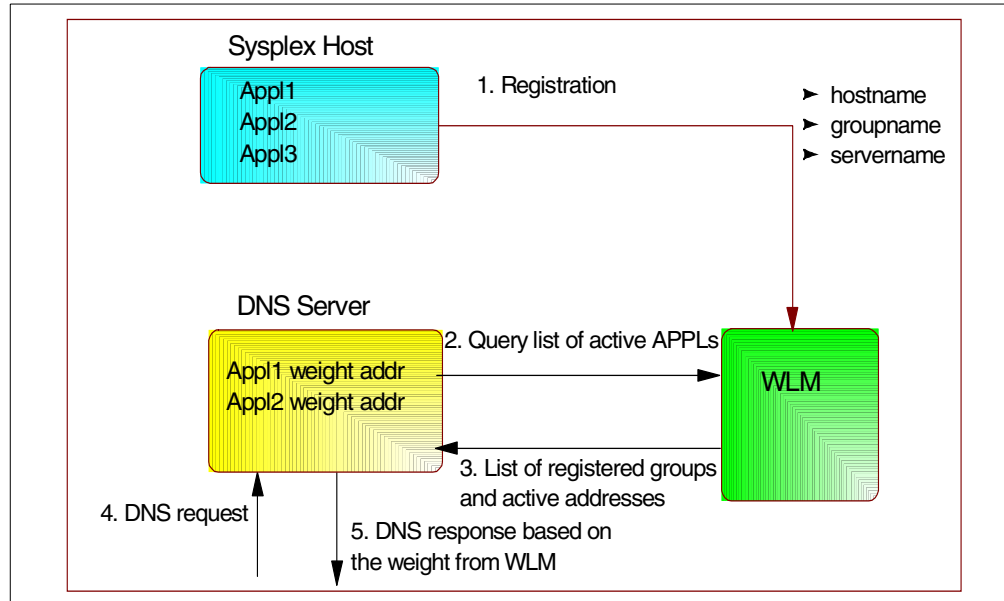 Sysplex Host
Appl1
Appl2
Appl3
1. Registration
➤ hostname
➤ groupname
➤ servername
DNS Server
Appl1 weight addr
Appl2 weight addr
2. Query list of active APPLs
WLM
3. List of registered groups
and active addresses
4. DNS request
5. DNS response based on
the weight from WLM